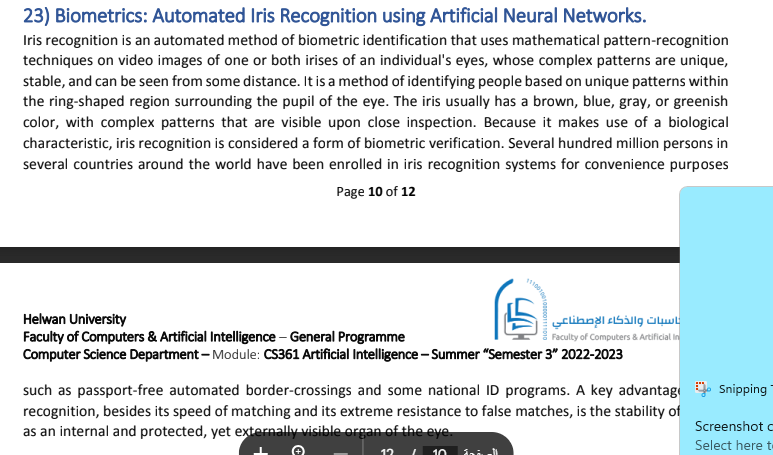 23) Biometrics: Automated Iris Recognition using Artificial Neural Networks.
Iris recognition is an automated method of biometric identification that uses mathematical pattern-recognition
techniques on video images of one or both irises of an individual's eyes, whose complex patterns are unique,
stable, and can be seen from some distance. It is a method of identifying people based on unique patterns within
the ring-shaped region surrounding the pupil of the eye. The iris usually has a brown, blue, gray, or greenish
color, with complex patterns that are visible upon close inspection. Because it makes use of a biological
characteristic, iris recognition is considered a form of biometric verification. Several hundred million persons in
several countries around the world have been enrolled in iris recognition systems for convenience purposes
Page 10 of 12
Helwan University
Faculty of Computers & Artificial Intelligence – General Programme
Computer Science Department – Module: CS361 Artificial Intelligence – Summer “Semester 3” 2022-2023
اسبات والذكاء الإصطناعي
Faculty of Computers & Artificial In
such as passport-free automated border-crossings and some national ID programs. A key advantage
recognition, besides its speed of matching and its extreme resistance to false matches, is the stability of
as an internal and protected, yet externally visible organ of the eye.
12 / 10
Snipping T
Screenshot c
Select here t